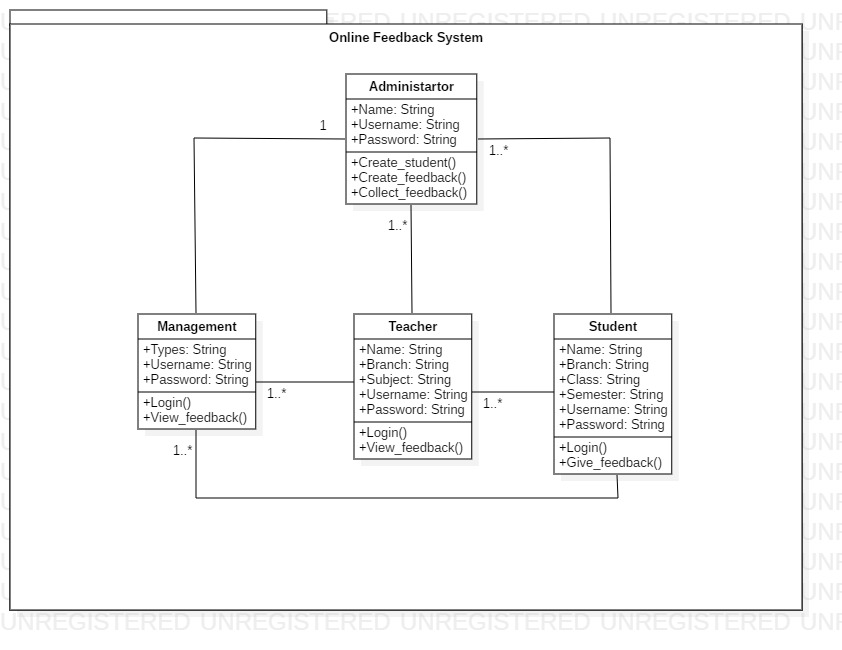 Online Feedback System
Administartor
+Name: String
+Username: String
+Password: String
+Create_student()
+Create_feedback()
+Collect_feedback()
1
1..*
1..*
Management
+Types: String
+Username: String
+Password: String
+Login()
+View_feedback()
1..*
1..*
Teacher
+Name: String
+Branch: String
+Subject: String
+Username: String
+Password: String
+Login()
+View_feedback()
1..*
Student
+Name: String
+Branch: String
+Class: String
+Semester: String
+Username: String
+Password: String
+Login()
+Give_feedback()
UNREGISTERED UNREGISTERED UNREGISTERED UNREGISTERED UNR